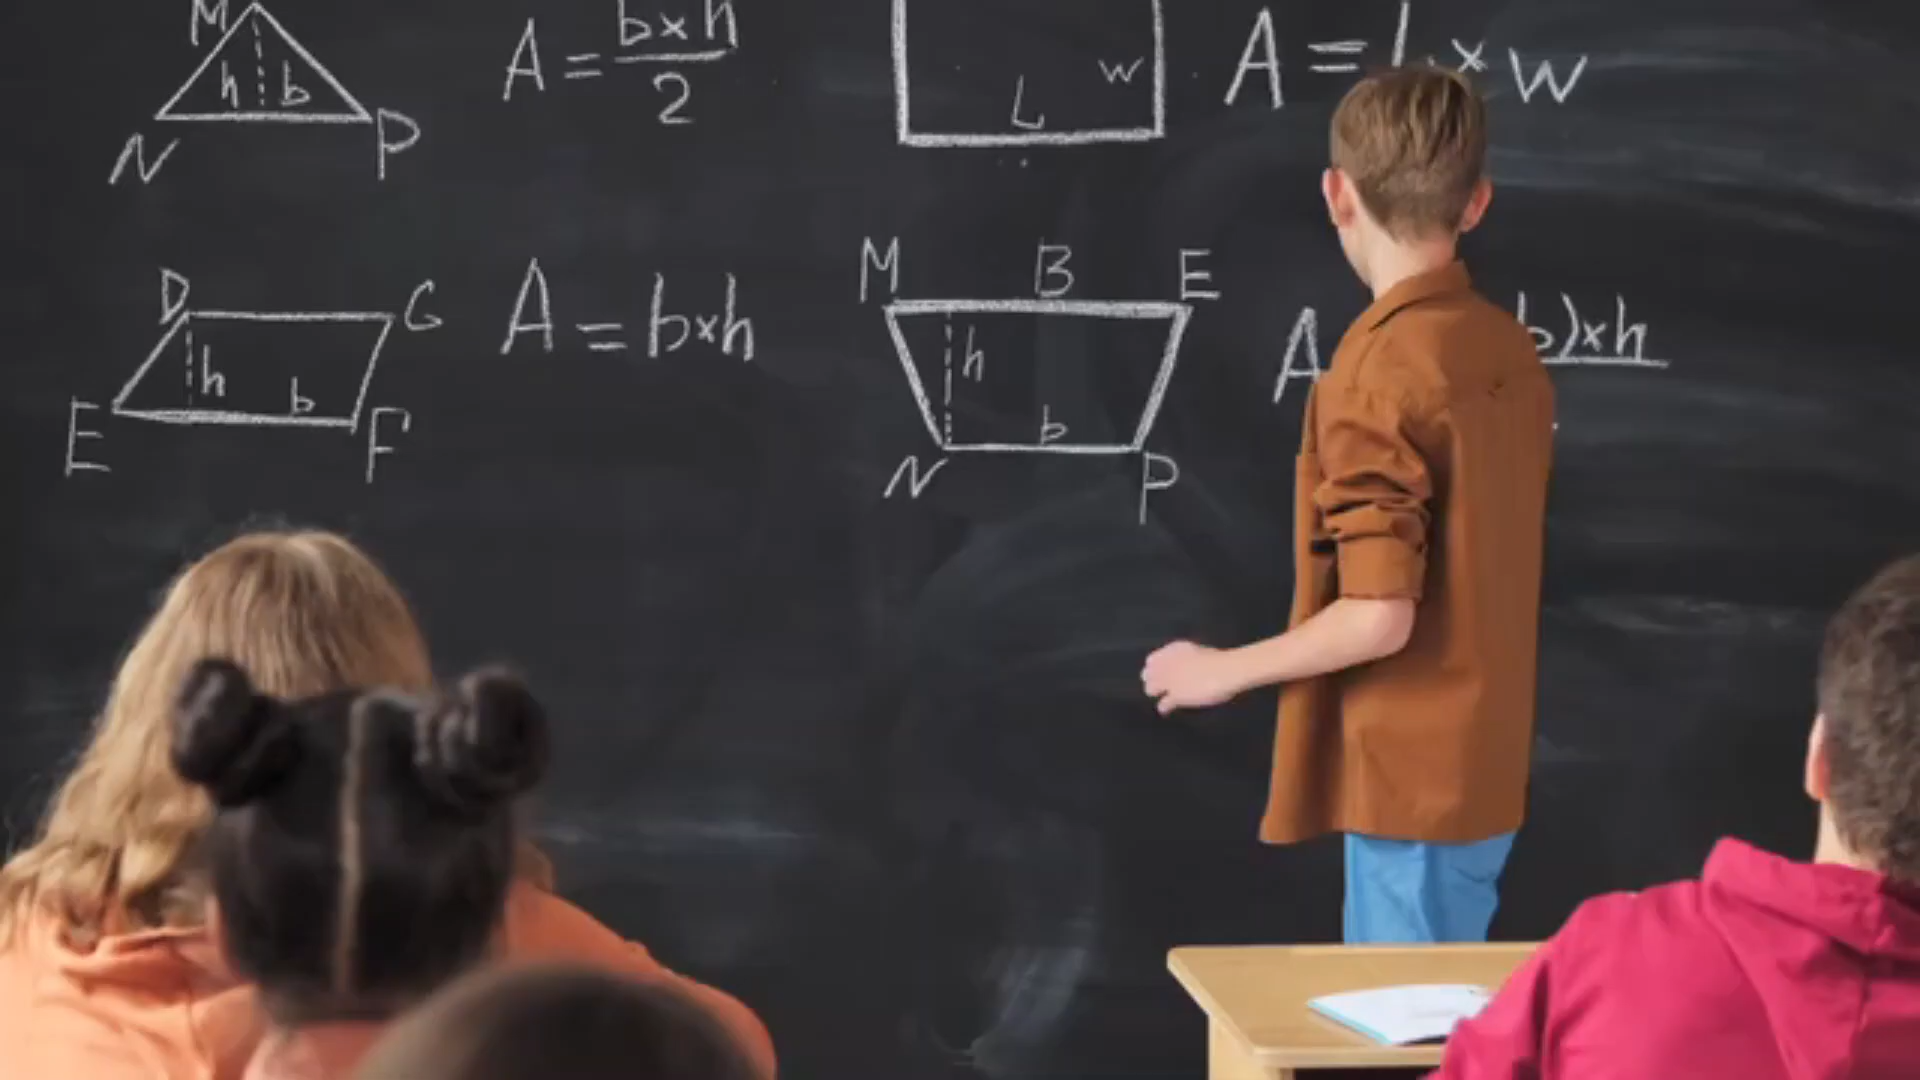 M
h b
N P
A = b×h
2
L w
A = L × w
D G
h b
E F
A = b×h
M B E
h
b
N P
A b)×h